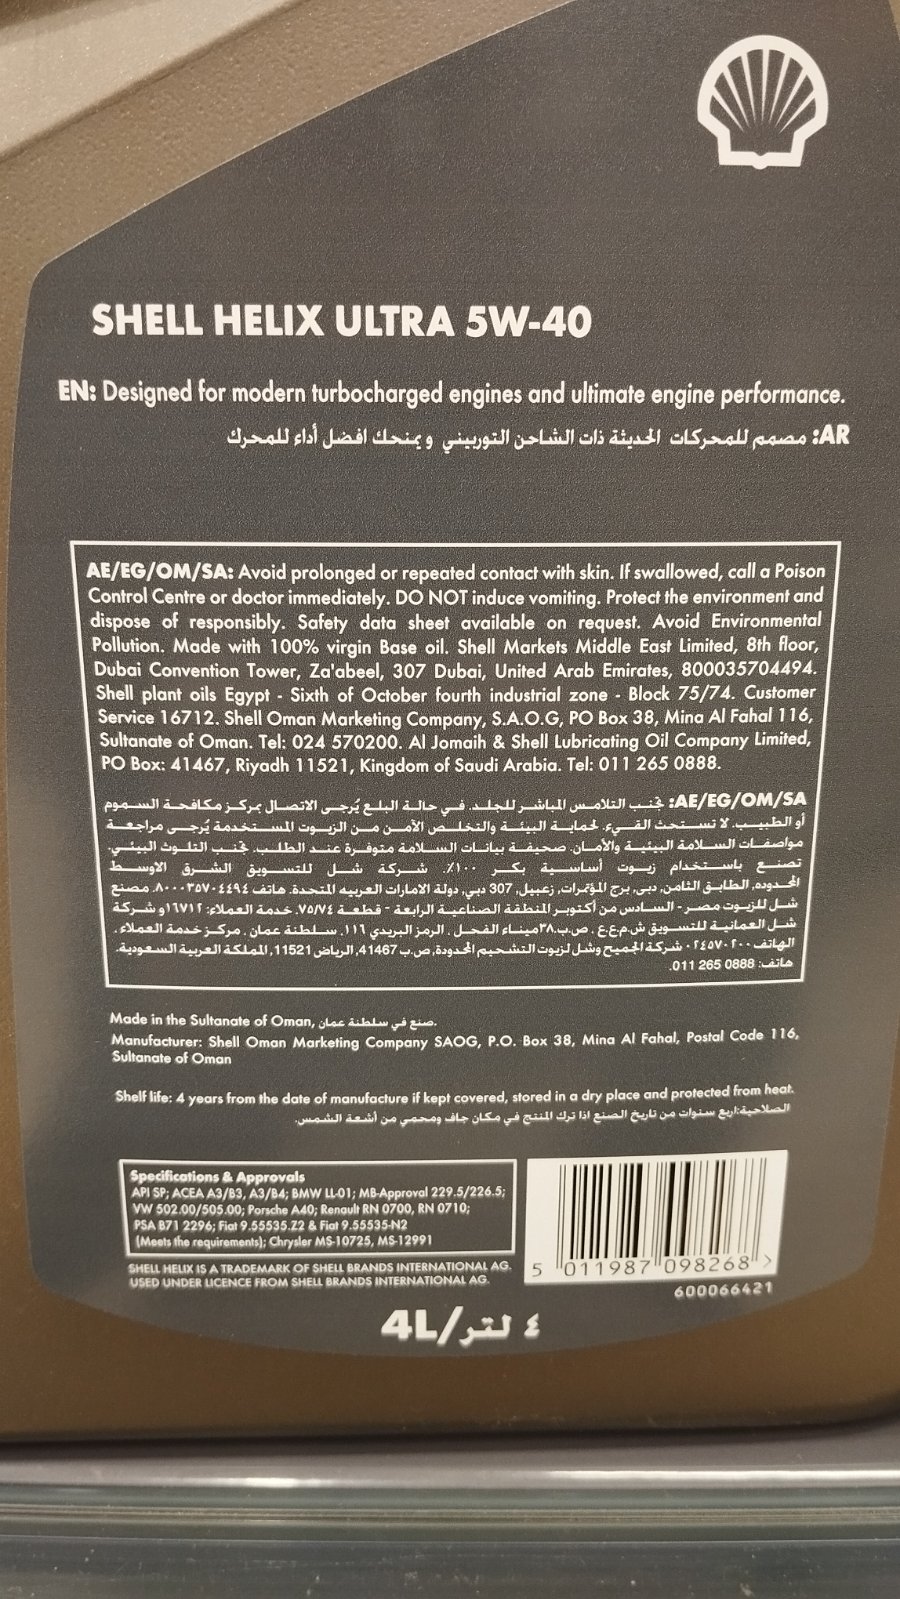 SHELL HELIX ULTRA 5W-40
EN: Designed for modern turbocharged engines and ultimate engine performance.
AR: مصمم للمحركات الحديثة ذات الشاحن التوربيني و يمنحك افضل أداء للمحرك
AE/EG/OM/SA: Avoid prolonged or repeated contact with skin. If swallowed, call a Poison
Control Centre or doctor immediately. DO NOT induce vomiting. Protect the environment and
dispose of responsibly. Safety data sheet available on request. Avoid Environmental
Pollution. Made with 100% virgin Base oil. Shell Markets Middle East Limited, 8th floor,
Dubai Convention Tower, Za'abeel, 307 Dubai, United Arab Emirates, 800035704494.
Shell plant oils Egypt - Sixth of October fourth industrial zone - Block 75/74. Customer
Service 16712. Shell Oman Marketing Company, S.A.O.G, PO Box 38, Mina Al Fahal 116,
Sultanate of Oman. Tel: 024 570200. Al Jomaih & Shell Lubricating Oil Company Limited,
PO Box: 41467, Riyadh 11521, Kingdom of Saudi Arabia. Tel: 011 265 0888.
AE/EG/OM/SA: تجنب التلامس المباشر للجلد. في حالة البلع يُرجى الاتصال بمركز مكافحة السموم
أو الطبيب. لا تستحث القيء. لحماية البيئة والتخلص الأمن من الزيوت المستخدمة يُرجى مراجعة
مواصفات السلامة البيئية والأمان. صحيفة بيانات السلامة متوفرة عند الطلب. تجنب التلوث البيئي.
تصنع باستخدام زيوت أساسية بكر ١٠٠٪. شركة شل للتسويق الشرق الاوسط
المحدوده, الطابق الثامن, دبى, برج المؤتمرات, زعبيل, 307 دبي, دولة الامارات العربيه المتحدة. هاتف ٨٠٠٠٣٥٧٠٤٤٩٤. مصنع
شل للزيوت مصر - السادس من أكتوبر المنطقة الصناعية الرابعة - قطعة ٧٥/٧٤. خدمة العملاء: ١٦٧١٢ و شركة
شل العمانية للتسويق ش.م.ع.ع . ص.ب.٣٨ ميناء الفحل . الرمز البريدي ١١٦. سلطنة عمان . مركز خدمة العملاء .
الهاتف ٠٢٤٥٧٠٢٠٠ شركة الجميح وشل لزيوت التشحيم المحدودة, ص.ب 41467, الرياض 11521, الملكة العربية السعودية.
هاتف: 0888 265 011.
Made in the Sultanate of Oman, صنع في سلطنة عمان.
Manufacturer: Shell Oman Marketing Company SAOG, P.O. Box 38, Mina Al Fahal, Postal Code 116,
Sultanate of Oman
Shelf life: 4 years from the date of manufacture if kept covered, stored in a dry place and protected from heat.
الصلاحية:اربع سنوات من تاريخ الصنع اذا ترك المنتج في مكان جاف ومحمي من أشعة الشمس.
Specifications & Approvals
API SP; ACEA A3/B3, A3/B4; BMW LL-01; MB-Approval 229.5/226.5;
VW 502.00/505.00; Porsche A40; Renault RN 0700, RN 0710;
PSA B71 2296; Fiat 9.55535.Z2 & Fiat 9.55535-N2
(Meets the requirements); Chrysler MS-10725, MS-12991
SHELL HELIX IS A TRADEMARK OF SHELL BRANDS INTERNATIONAL AG.
USED UNDER LICENCE FROM SHELL BRANDS INTERNATIONAL AG.
5 011987 098268 >
600066421
4L/٤ لتر